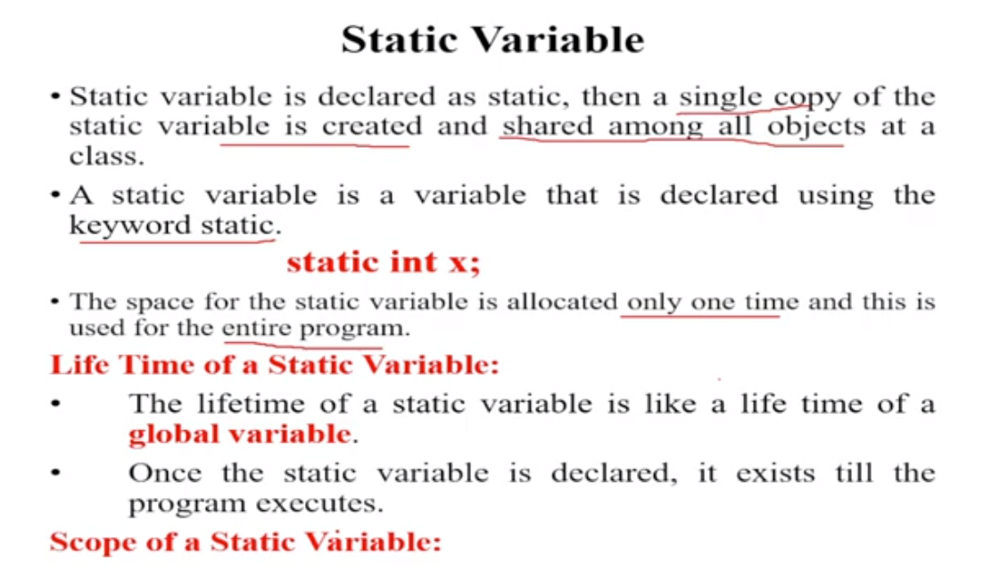 Static Variable
• Static variable is declared as static, then a single copy of the
static variable is created and shared among all objects at a
class.
• A static variable is a variable that is declared using the
keyword static.
static int x;
• The space for the static variable is allocated only one time and this is
used for the entire program.
Life Time of a Static Variable:
• The lifetime of a static variable is like a life time of a
global variable.
• Once the static variable is declared, it exists till the
program executes.
Scope of a Static Variable: